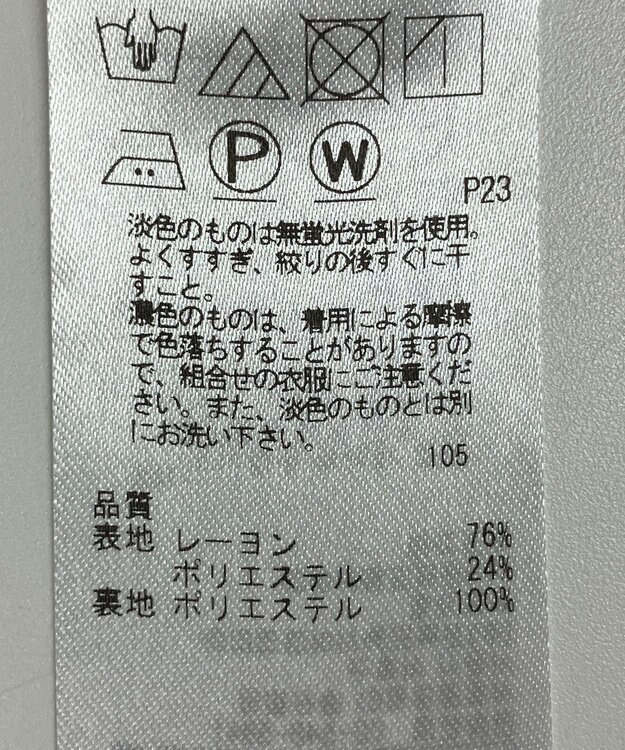 P W
P23
淡色のものは無蛍光洗剤を使用。
よくすすぎ、絞りの後すぐに干
すこと。
濃色のものは、着用による摩擦
で色落ちすることがありますの
で、組合せの衣服にご注意くだ
さい。また、淡色のものとは別
にお洗い下さい。
105
品質
表地 レーヨン 76%
ポリエステル 24%
裏地 ポリエステル 100%